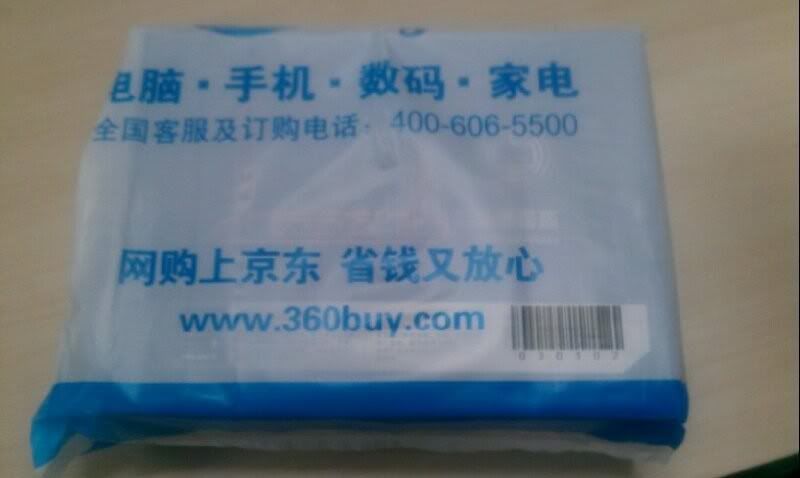 电脑·手机·数码·家电
全国客服及订购电话: 400-606-5500
网购上京东 省钱又放心
www.360buy.com